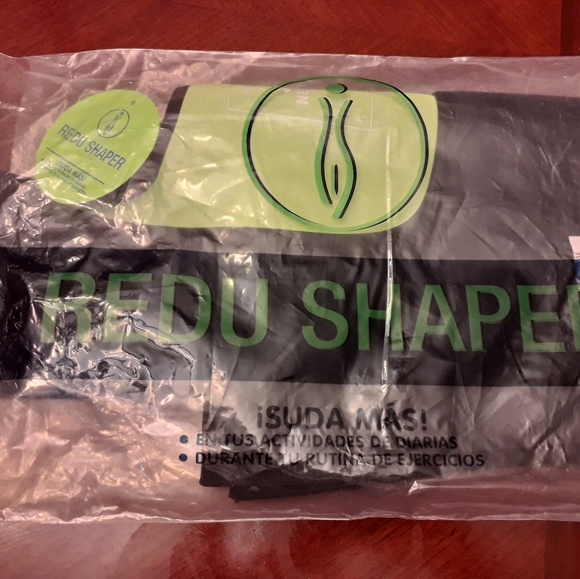 REDU SHAPER
¡SUDA MÁS!
REDU SHAPER
¡SUDA MÁS!
• EN TUS ACTIVIDADES DE DIARIAS
• DURANTE TU RUTINA DE EJERCICIOS